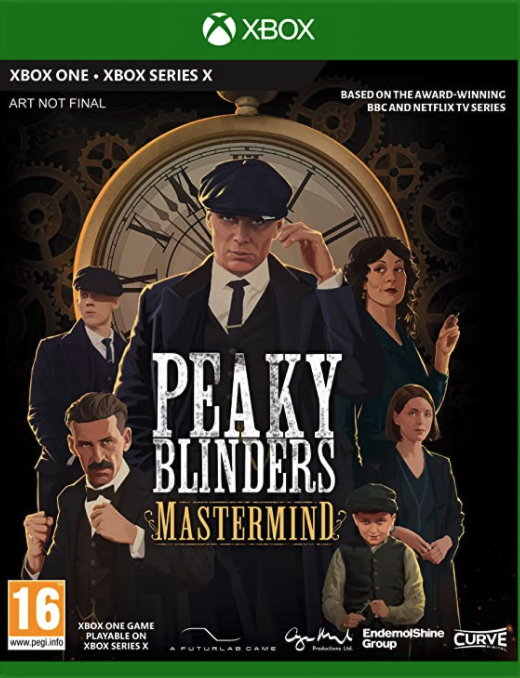 XBOX
XBOX ONE • XBOX SERIES X
ART NOT FINAL
BASED ON THE AWARD-WINNING
BBC AND NETFLIX TV SERIES
PEAKY
BLINDERS
MASTERMIND
16
www.pegi.info
XBOX ONE GAME
PLAYABLE ON
XBOX SERIES X
A FUTURLAB GAME
Productions Ltd.
EndemolShine
Group
CURVE
DIGITAL